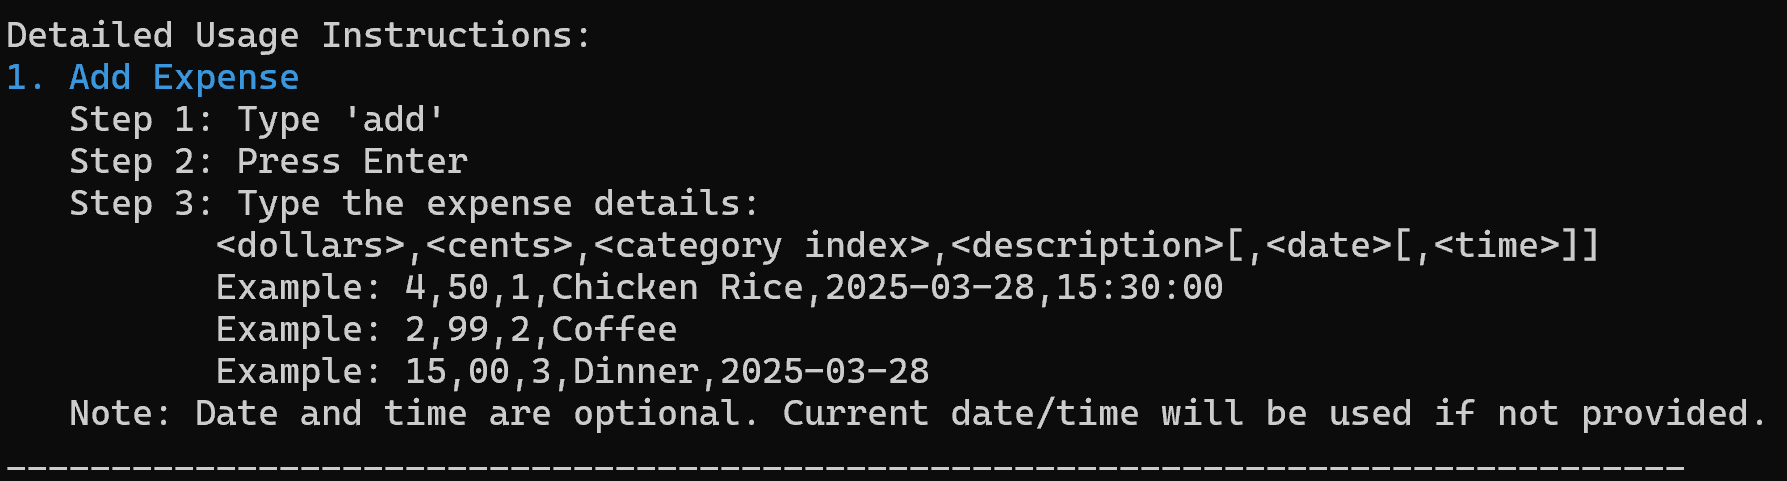 Detailed Usage Instructions:
1. Add Expense
Step 1: Type 'add'
Step 2: Press Enter
Step 3: Type the expense details:
<dollars>,<cents>,<category index>,<description>[,<date>[,<time>]]
Example: 4,50,1,Chicken Rice,2025-03-28,15:30:00
Example: 2,99,2,Coffee
Example: 15,00,3,Dinner,2025-03-28
Note: Date and time are optional. Current date/time will be used if not provided.
________________________________________________________________________________